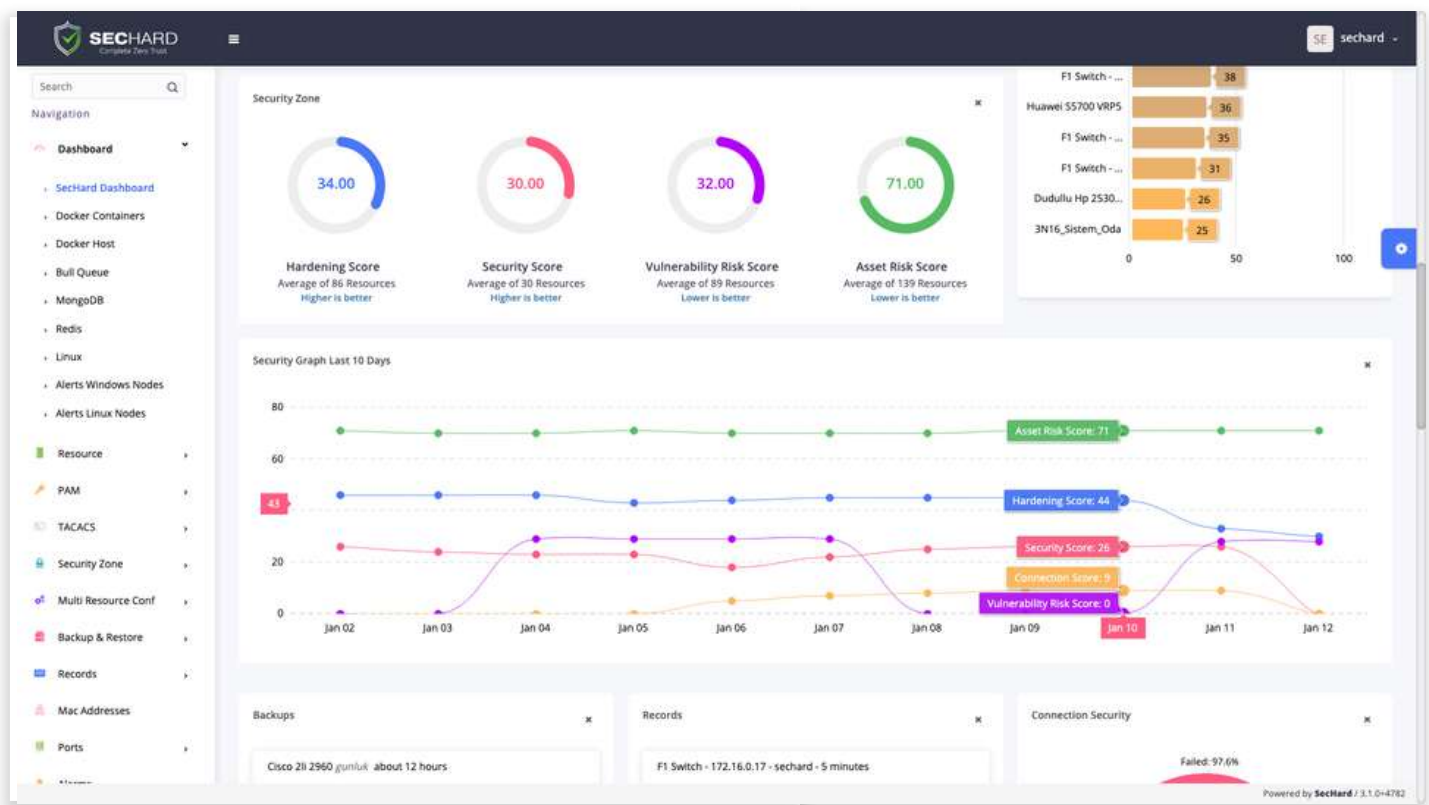 SECHARD
Complete Zero Trust
SE sechard
Search
Navigation
Dashboard
SecHard Dashboard
Docker Containers
Docker Host
Bull Queue
MongoDB
Redis
Linux
Alerts Windows Nodes
Alerts Linux Nodes
Resource
PAM
TACACS
Security Zone
Multi Resource Conf
Backup & Restore
Records
Mac Addresses
Ports
Security Zone
34.00
Hardening Score
Average of 86 Resources
Higher is better
30.00
Security Score
Average of 30 Resources
Higher is better
32.00
Vulnerability Risk Score
Average of 89 Resources
Lower is better
71.00
Asset Risk Score
Average of 139 Resources
Lower is better
F1 Switch - ... 38
Huawei S5700 VRP5 36
F1 Switch - ... 35
F1 Switch - ... 31
Dudullu Hp 2530... 26
3N16_Sistem_Oda 25
0 50 100
Security Graph Last 10 Days
80
60
43
20
0
Asset Risk Score: 71
Hardening Score: 44
Security Score: 26
Connection Score: 9
Vulnerability Risk Score: 0
Jan 02 Jan 03 Jan 04 Jan 05 Jan 06 Jan 07 Jan 08 Jan 09 Jan 10 Jan 11 Jan 12
Backups
Cisco 2li 2960 gunluk about 12 hours
Records
F1 Switch - 172.16.0.17 - sechard - 5 minutes
Connection Security
Failed: 97.6%
Powered by SecHard / 3.1.0+4782